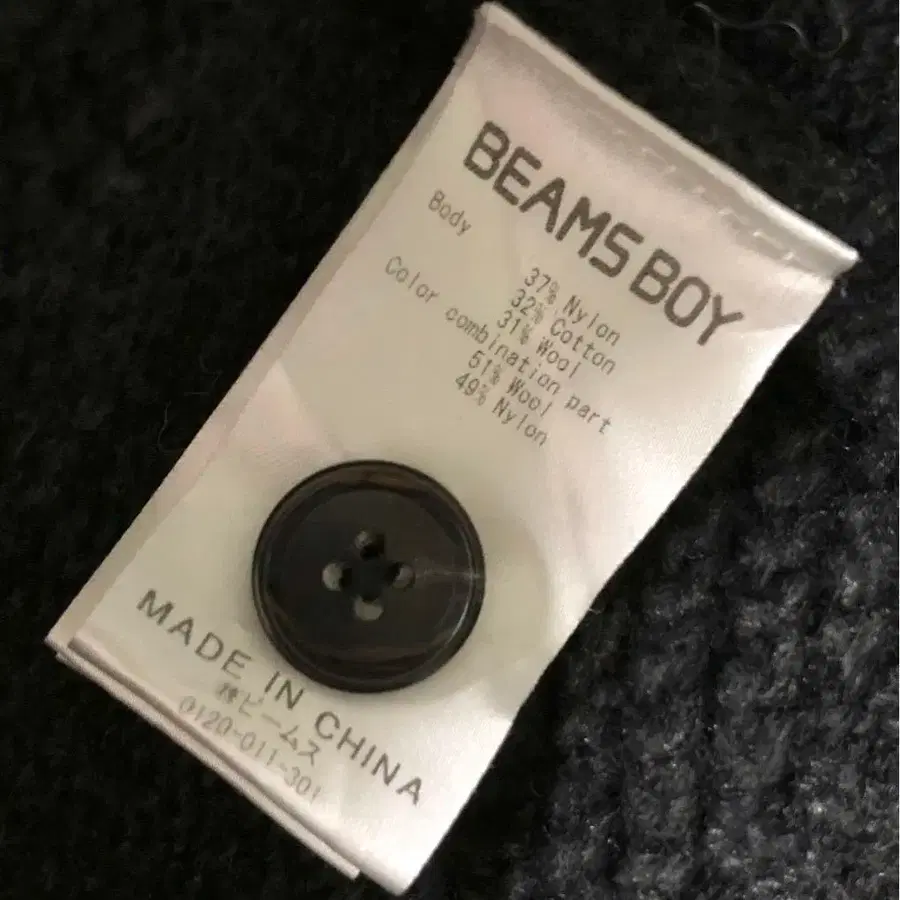 BEAMS BOY
Body
37% Nylon
32% Cotton
31% Wool
Color combination part
51% Wool
49% Nylon
MADE IN CHINA
㈱ビームス
0120-011-301